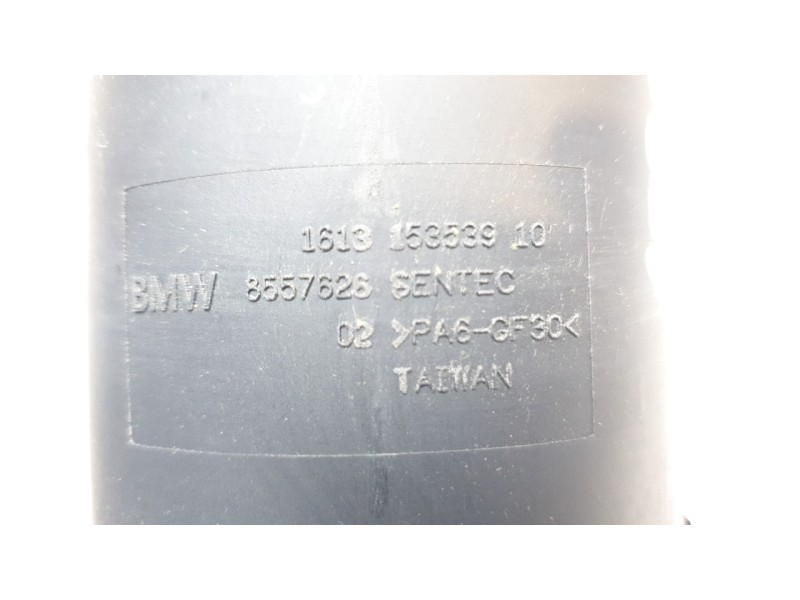 1613 153539 10
BMW 8557626 SENTEC
02 >PA6-GF30<
TAIWAN